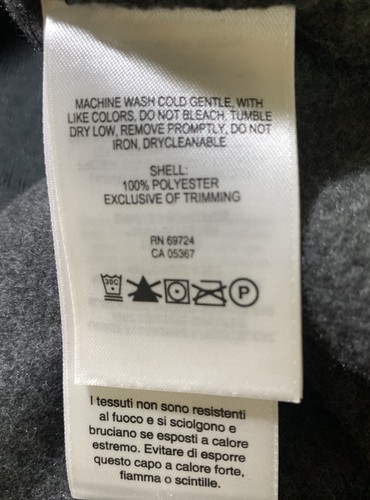 MACHINE WASH COLD GENTLE, WITH
LIKE COLORS, DO NOT BLEACH, TUMBLE
DRY LOW, REMOVE PROMPTLY, DO NOT
IRON, DRYCLEANABLE
SHELL:
100% POLYESTER
EXCLUSIVE OF TRIMMING
RN 69724
CA 05367
30C P
I tessuti non sono resistenti
al fuoco e si sciolgono e
bruciano se esposti a calore
estremo. Evitare di esporre
questo capo a calore forte,
fiamma o scintille.